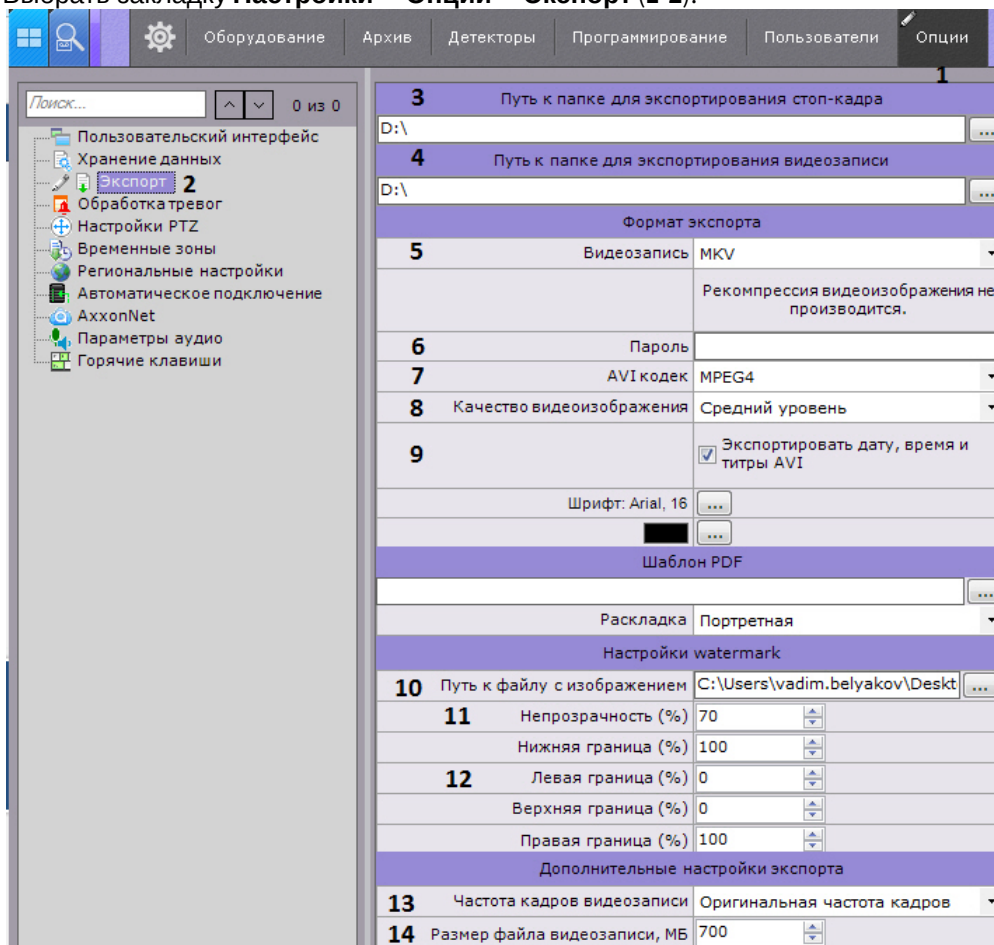 Выбрать закладку Настройки – Опции – Экспорт (1-2).
Оборудование Архив Детекторы Программирование Пользователи Опции
1
Поиск... 0 из 0
Пользовательский интерфейс
Хранение данных
Экспорт 2
Обработка тревог
Настройки PTZ
Временные зоны
Региональные настройки
Автоматическое подключение
AxxonNet
Параметры аудио
Горячие клавиши
3 Путь к папке для экспортирования стоп-кадра
D:\ ...
4 Путь к папке для экспортирования видеозаписи
D:\ ...
Формат экспорта
5 Видеозапись MKV
Рекомпрессия видеоизображения не
производится.
6 Пароль
7 AVI кодек MPEG4
8 Качество видеоизображения Средний уровень
9 Экспортировать дату, время и
титры AVI
Шрифт: Arial, 16 ...
...
Шаблон PDF
...
Раскладка Портретная
Настройки watermark
10 Путь к файлу с изображением C:\Users\vadim.belyakov\Deskt ...
11 Непрозрачность (%) 70
Нижняя граница (%) 100
12 Левая граница (%) 0
Верхняя граница (%) 0
Правая граница (%) 100
Дополнительные настройки экспорта
13 Частота кадров видеозаписи Оригинальная частота кадров
14 Размер файла видеозаписи, МБ 700